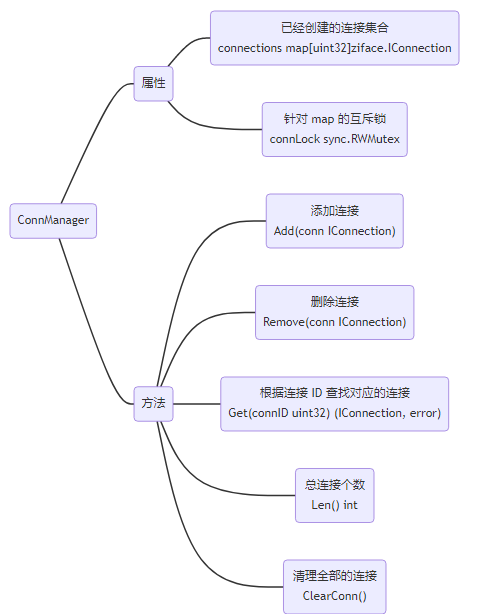 ConnManager
属性
已经创建的连接集合
connections map[uint32]ziface.IConnection
针对 map 的互斥锁
connLock sync.RWMutex
方法
添加连接
Add(conn IConnection)
删除连接
Remove(conn IConnection)
根据连接 ID 查找对应的连接
Get(connID uint32) (IConnection, error)
总连接个数
Len() int
清理全部的连接
ClearConn()